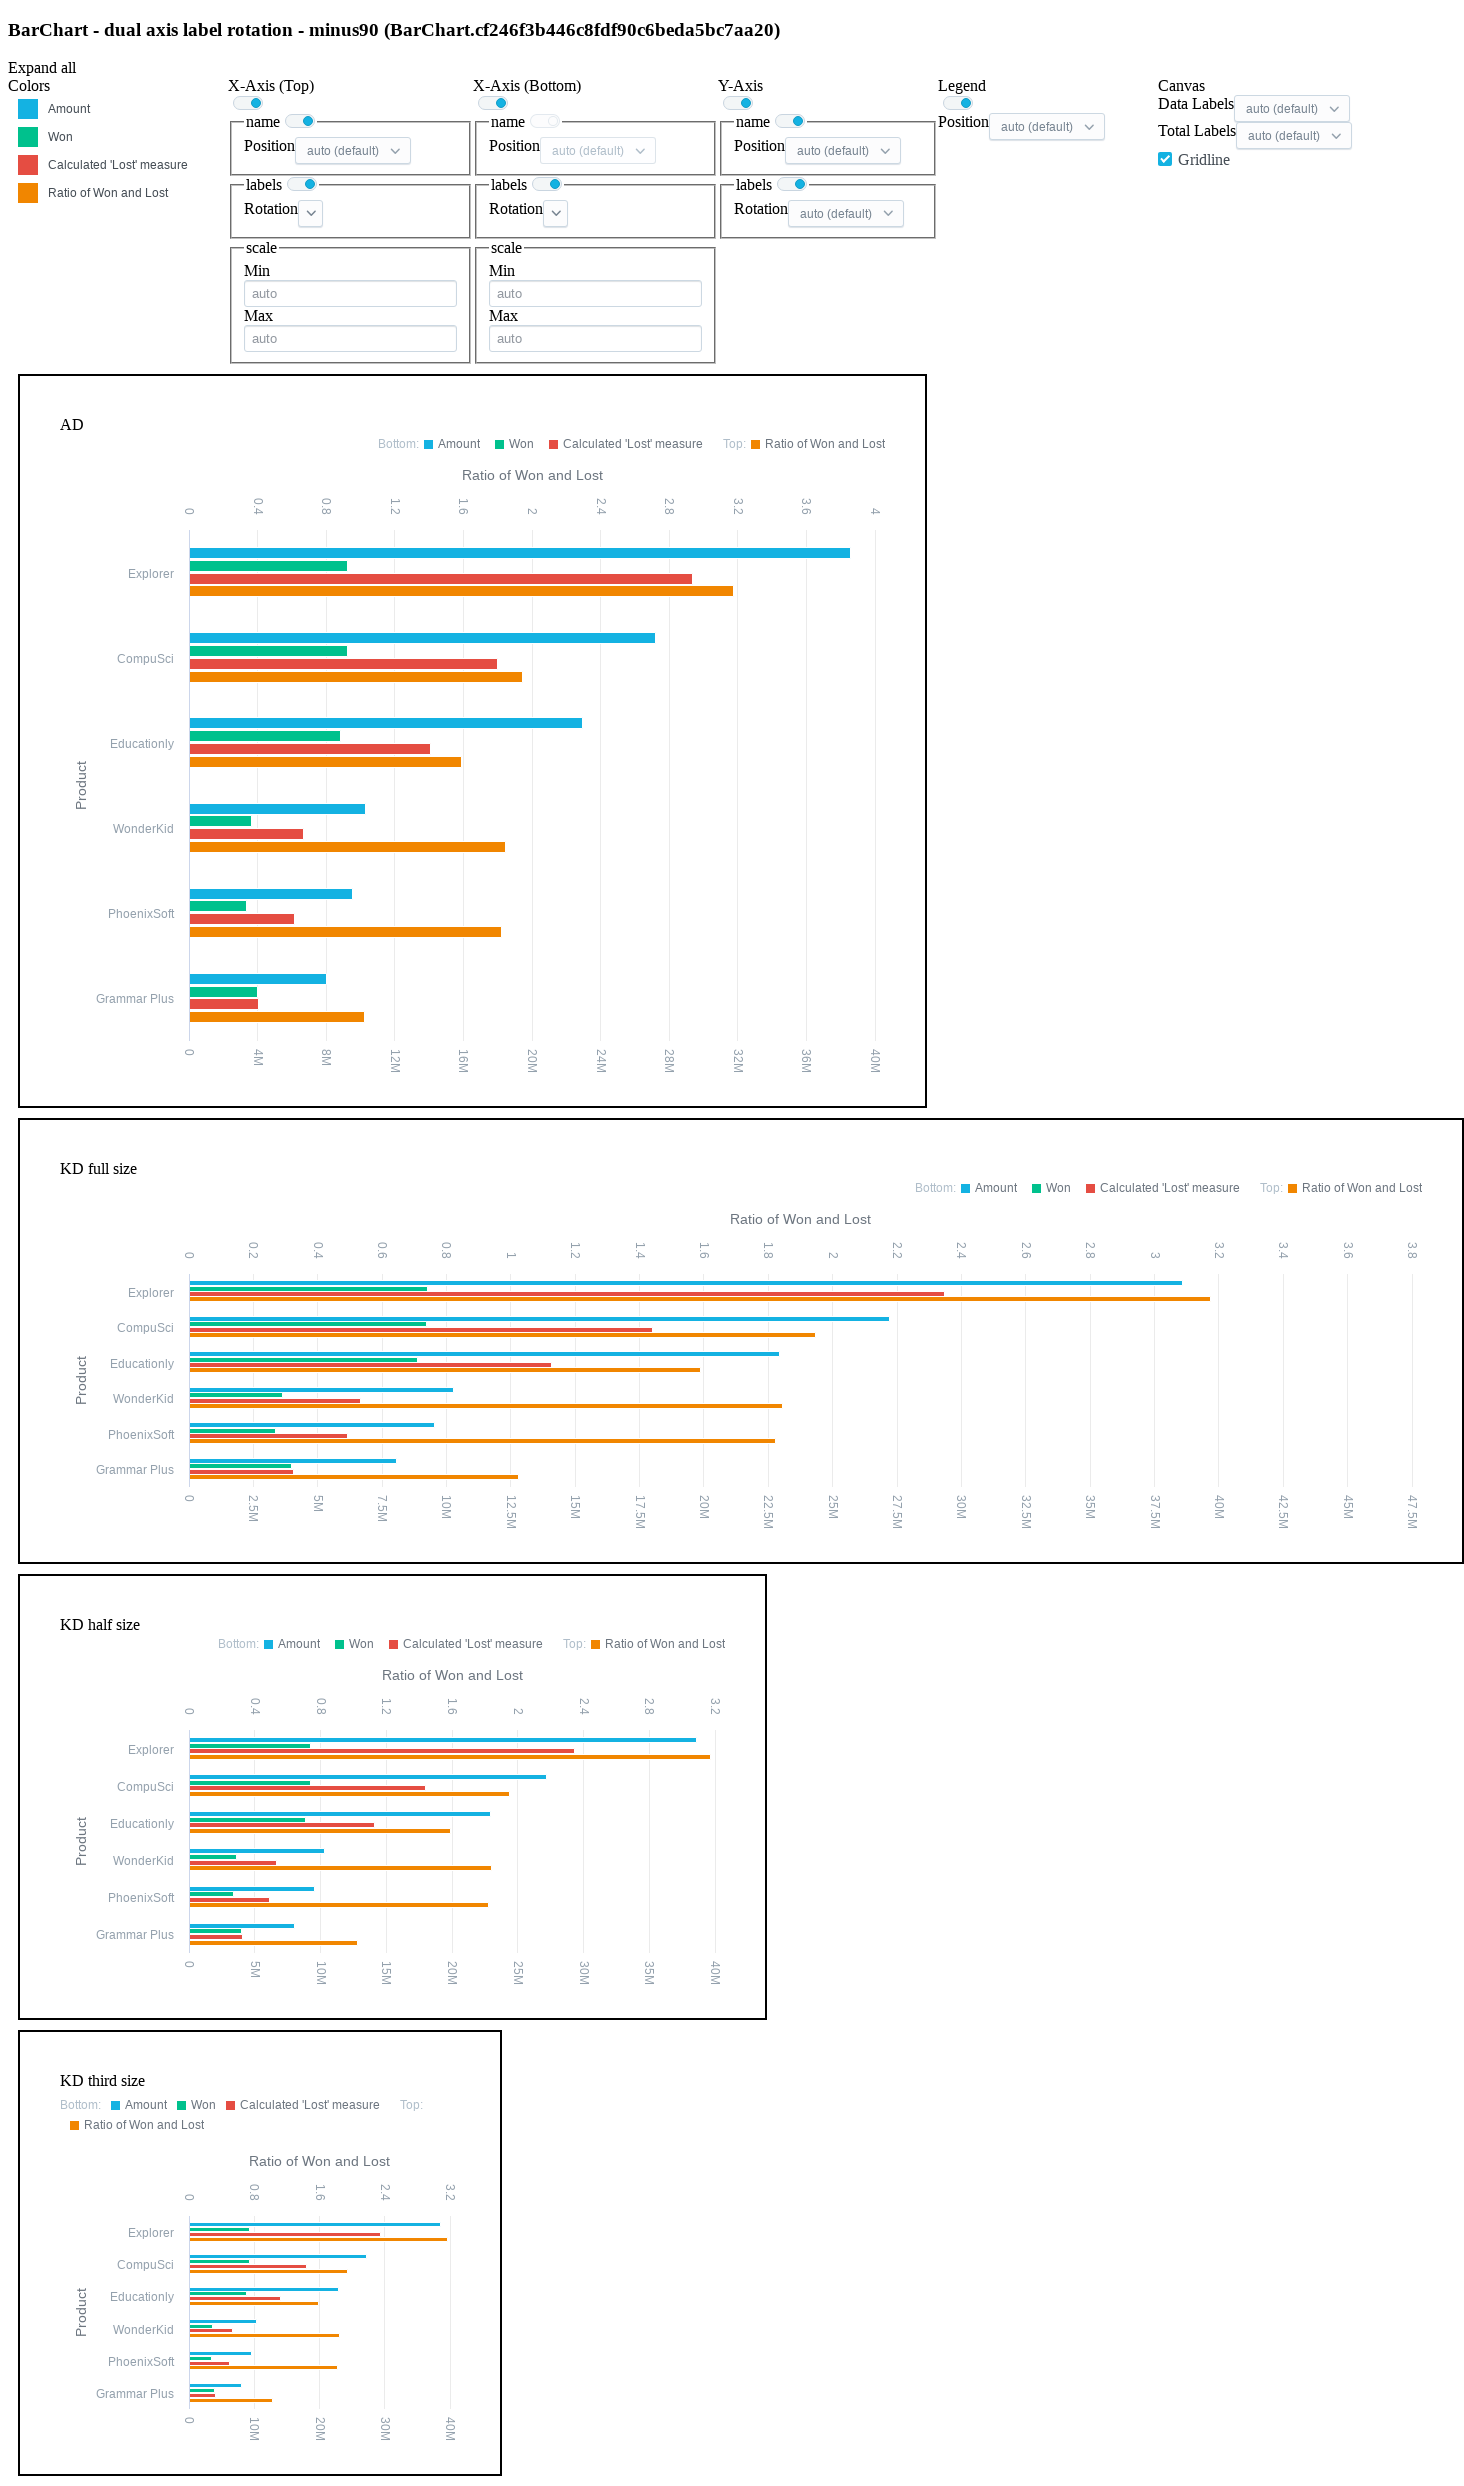 BarChart - dual axis label rotation - minus90 (BarChart.cf246f3b446c8fdf90c6beda5bc7aa20)
Expand all
Colors
Amount
Won
Calculated 'Lost' measure
Ratio of Won and Lost
X-Axis (Top)
name
Position auto (default)
labels
Rotation
scale
Min
auto
Max
auto
X-Axis (Bottom)
name
Position auto (default)
labels
Rotation
scale
Min
auto
Max
auto
Y-Axis
name
Position auto (default)
labels
Rotation auto (default)
Legend
Position auto (default)
Canvas
Data Labels auto (default)
Total Labels auto (default)
Gridline
AD
Bottom: Amount Won Calculated 'Lost' measure Top: Ratio of Won and Lost
Ratio of Won and Lost
0 0.4 0.8 1.2 1.6 2 2.4 2.8 3.2 3.6 4
Explorer
CompuSci
Educationly
Product
WonderKid
PhoenixSoft
Grammar Plus
0 4M 8M 12M 16M 20M 24M 28M 32M 36M 40M
KD full size
Bottom: Amount Won Calculated 'Lost' measure Top: Ratio of Won and Lost
Ratio of Won and Lost
0 0.2 0.4 0.6 0.8 1 1.2 1.4 1.6 1.8 2 2.2 2.4 2.6 2.8 3 3.2 3.4 3.6 3.8
Explorer
CompuSci
Educationly
Product
WonderKid
PhoenixSoft
Grammar Plus
0 2.5M 5M 7.5M 10M 12.5M 15M 17.5M 20M 22.5M 25M 27.5M 30M 32.5M 35M 37.5M 40M 42.5M 45M 47.5M
KD half size
Bottom: Amount Won Calculated 'Lost' measure Top: Ratio of Won and Lost
Ratio of Won and Lost
0 0.4 0.8 1.2 1.6 2 2.4 2.8 3.2
Explorer
CompuSci
Educationly
Product
WonderKid
PhoenixSoft
Grammar Plus
0 5M 10M 15M 20M 25M 30M 35M 40M
KD third size
Bottom: Amount Won Calculated 'Lost' measure Top:
Ratio of Won and Lost
Ratio of Won and Lost
0 0.8 1.6 2.4 3.2
Explorer
CompuSci
Educationly
Product
WonderKid
PhoenixSoft
Grammar Plus
0 10M 20M 30M 40M